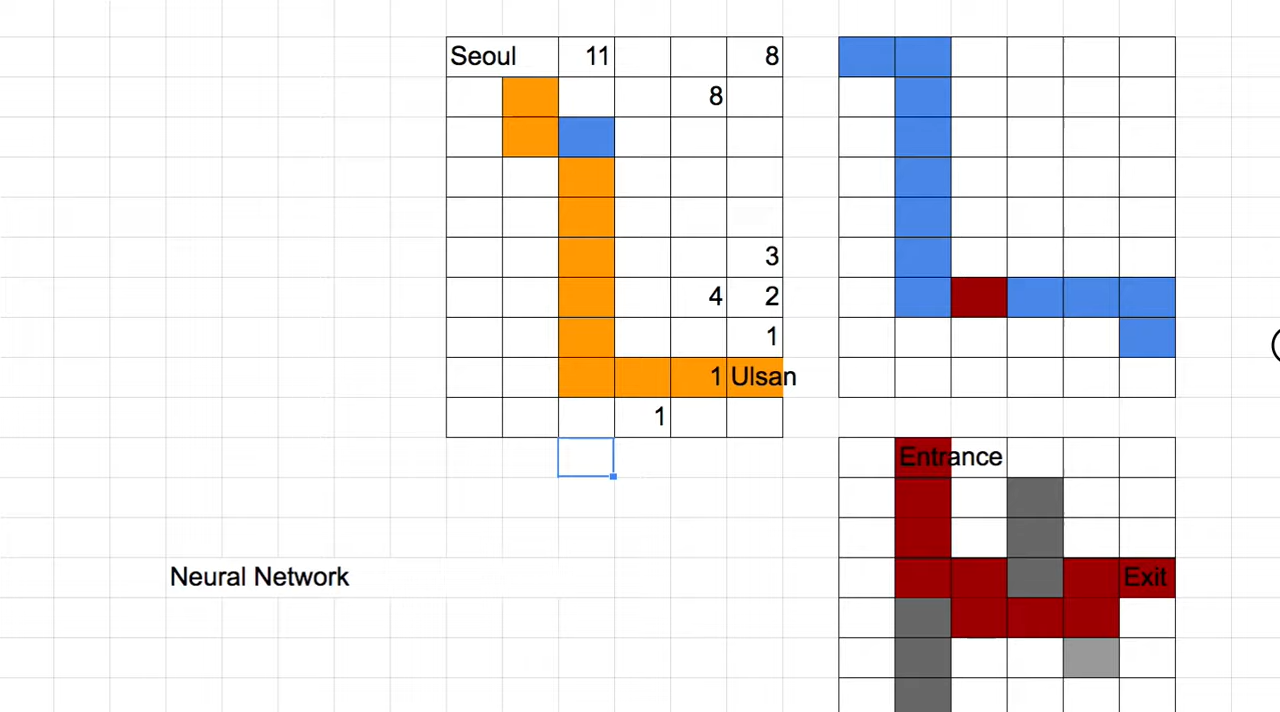 Seoul 11 8
8
3
4 2
1
1 Ulsan
1
Entrance
Neural Network
Exit